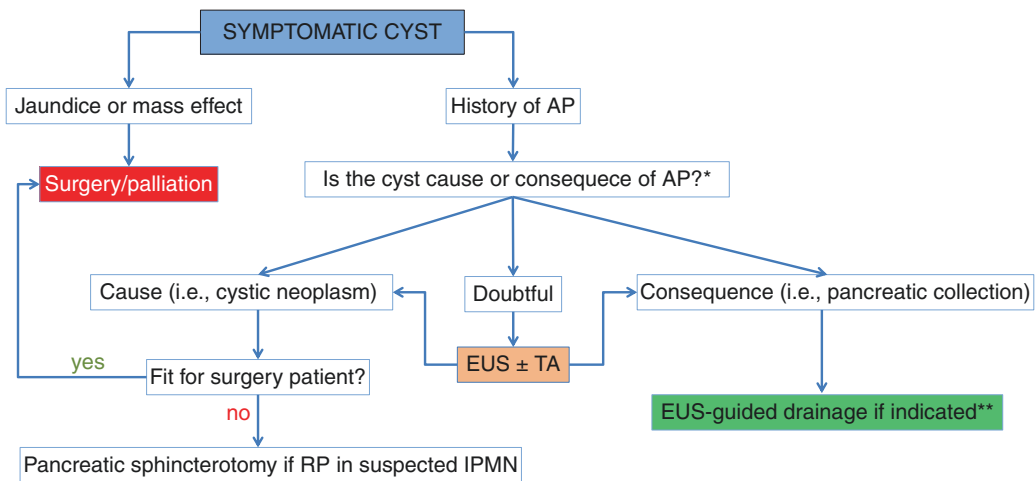 SYMPTOMATIC CYST
Jaundice or mass effect
History of AP
Surgery/palliation
Is the cyst cause or consequece of AP?*
Cause (i.e., cystic neoplasm)
Doubtful
Consequence (i.e., pancreatic collection)
yes
Fit for surgery patient?
EUS ± TA
no
EUS-guided drainage if indicated**
Pancreatic sphincterotomy if RP in suspected IPMN